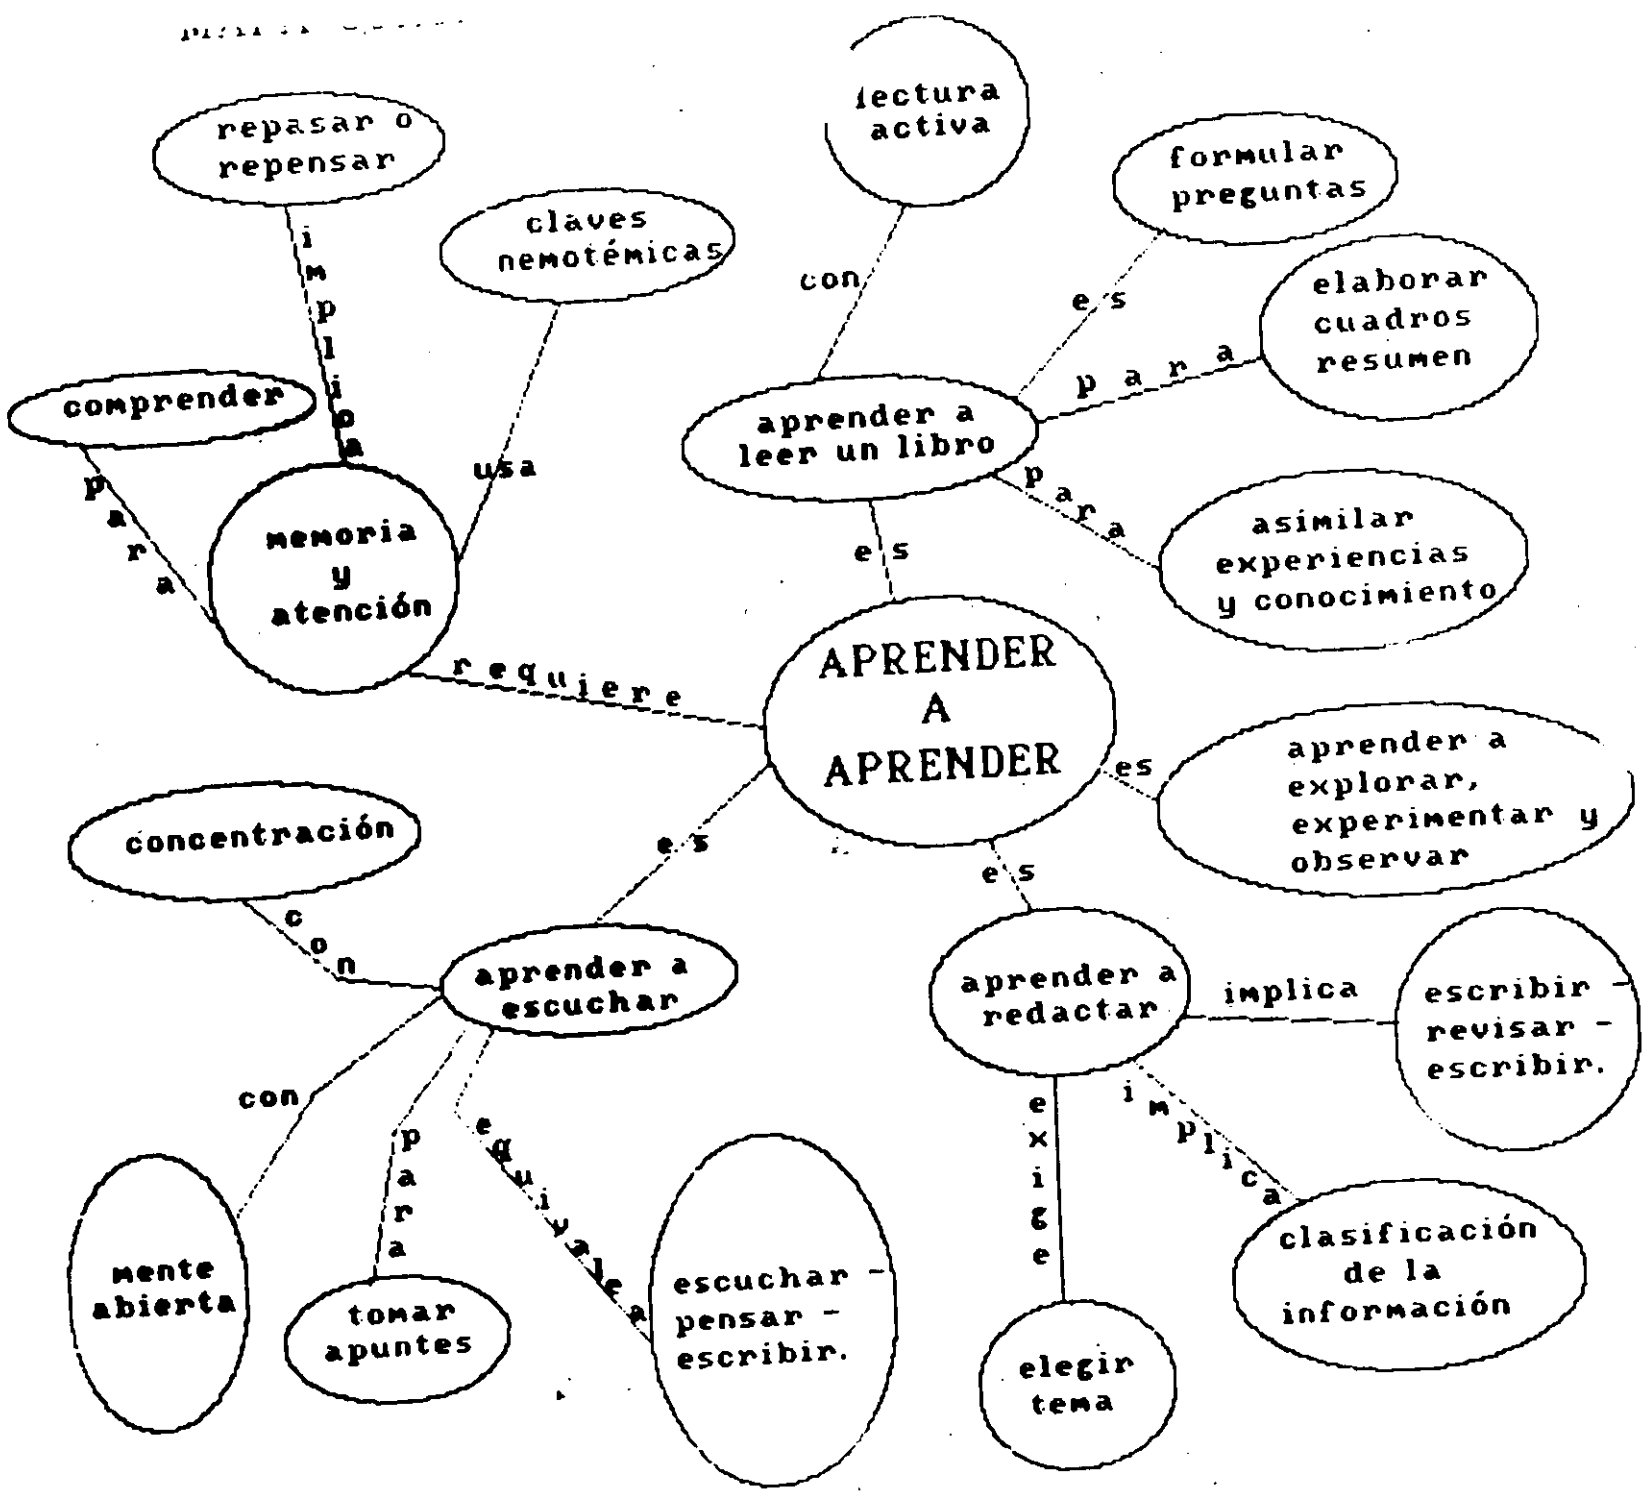 repasar o
repensar
implica
claves
nemotémicas
usa
comprender
para
memoria
y
atención
requiere
lectura
activa
con
formular
preguntas
es
elaborar
cuadros
resumen
para
aprender a
leer un libro
para
asimilar
experiencias
y conocimiento
es
APRENDER
A
APRENDER
es
aprender a
explorar,
experimentar y
observar
es
es
concentración
con
aprender a
escuchar
con
mente
abierta
para
tomar
apuntes
equivale a
escuchar -
pensar -
escribir.
aprender a
redactar
implica
escribir -
revisar -
escribir.
implica
clasificación
de la
información
exige
elegir
tema